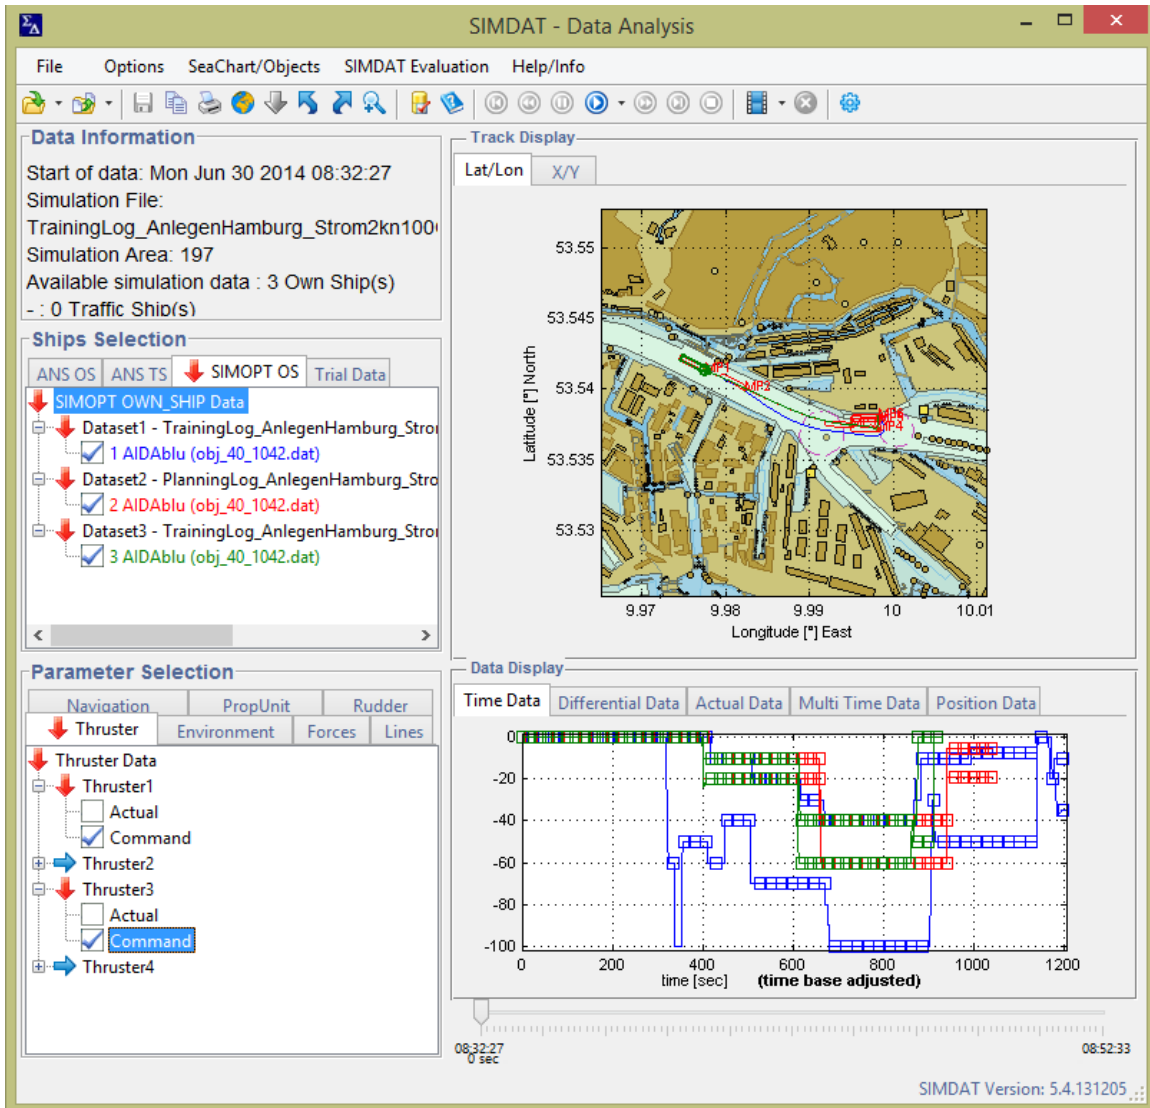 SIMDAT - Data Analysis
File Options SeaChart/Objects SIMDAT Evaluation Help/Info
Data Information
Start of data: Mon Jun 30 2014 08:32:27
Simulation File:
TrainingLog_AnlegenHamburg_Strom2kn100
Simulation Area: 197
Available simulation data : 3 Own Ship(s)
- : 0 Traffic Ship(s)
Ships Selection
ANS OS ANS TS SIMOPT OS Trial Data
SIMOPT OWN_SHIP Data
Dataset1 - TrainingLog_AnlegenHamburg_Stro
1 AIDAblu (obj_40_1042.dat)
Dataset2 - PlanningLog_AnlegenHamburg_Stro
2 AIDAblu (obj_40_1042.dat)
Dataset3 - TrainingLog_AnlegenHamburg_Stro
3 AIDAblu (obj_40_1042.dat)
Parameter Selection
Navigation PropUnit Rudder
Thruster Environment Forces Lines
Thruster Data
Thruster1
Actual
Command
Thruster2
Thruster3
Actual
Command
Thruster4
Track Display
Lat/Lon X/Y
Latitude [°] North
53.55
53.545
53.54
53.535
53.53
MP2
MP4
9.97 9.98 9.99 10 10.01
Longitude [°] East
Data Display
Time Data Differential Data Actual Data Multi Time Data Position Data
0
-20
-40
-60
-80
-100
0 200 400 600 800 1000 1200
time [sec] (time base adjusted)
08:32:27 08:52:33
0 sec
SIMDAT Version: 5.4.131205